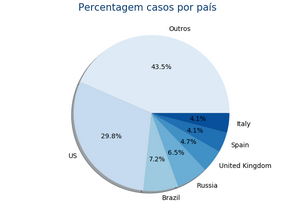 Percentagem casos por país
Outros
43.5%
US
29.8%
Brazil
7.2%
Russia
6.5%
United Kingdom
4.7%
Spain
4.1%
Italy
4.1%